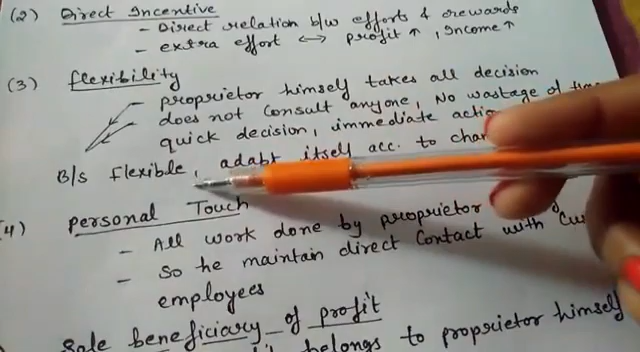 (2) Direct Incentive
- Direct relation b/w efforts & rewards
- extra effort ↔ profit ↑, Income ↑
(3) flexibility
proprietor himself takes all decision
does not consult anyone, No wastage of
quick decision, immediate
B/s flexible, adapt itself acc. to
(4) personal Touch
- All work done by proprietor
- So he maintain direct contact with
employees
Sole beneficiary of profit
belongs to proprietor himself